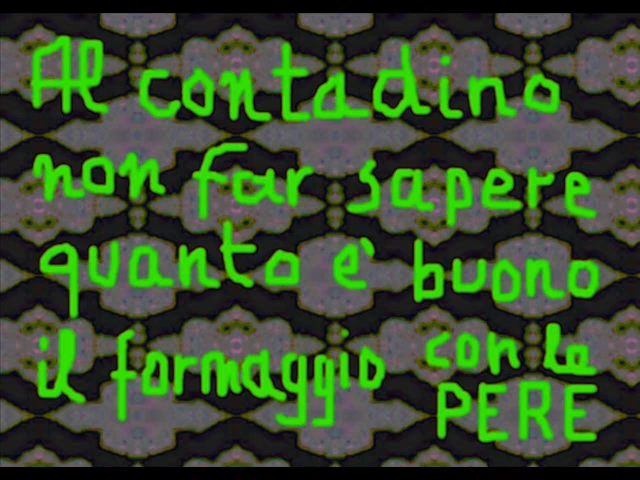 Al contadino
non far sapere
quanto è buono
il formaggio con le
PERE